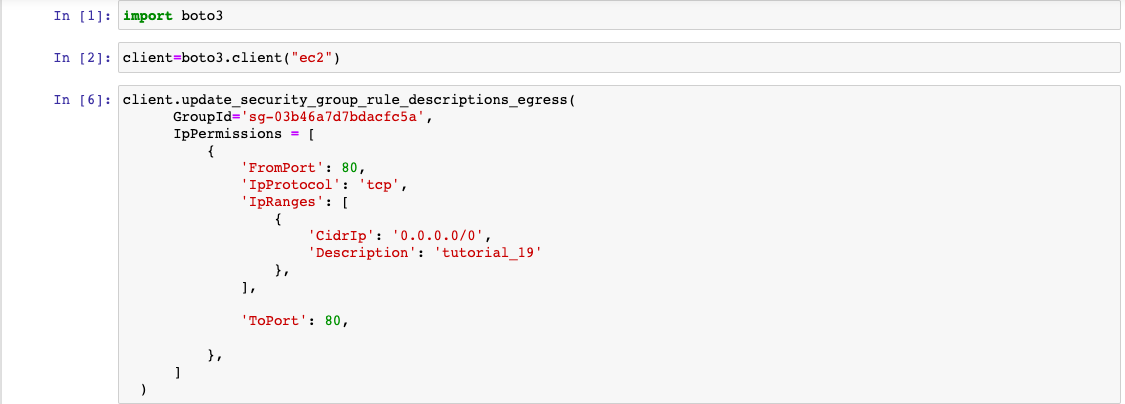 In [1]: import boto3
In [2]: client=boto3.client("ec2")
In [6]: client.update_security_group_rule_descriptions_egress(
GroupId='sg-03b46a7d7bdacfc5a',
IpPermissions = [
{
'FromPort': 80,
'IpProtocol': 'tcp',
'IpRanges': [
{
'CidrIp': '0.0.0.0/0',
'Description': 'tutorial_19'
},
],
'ToPort': 80,
},
]
)